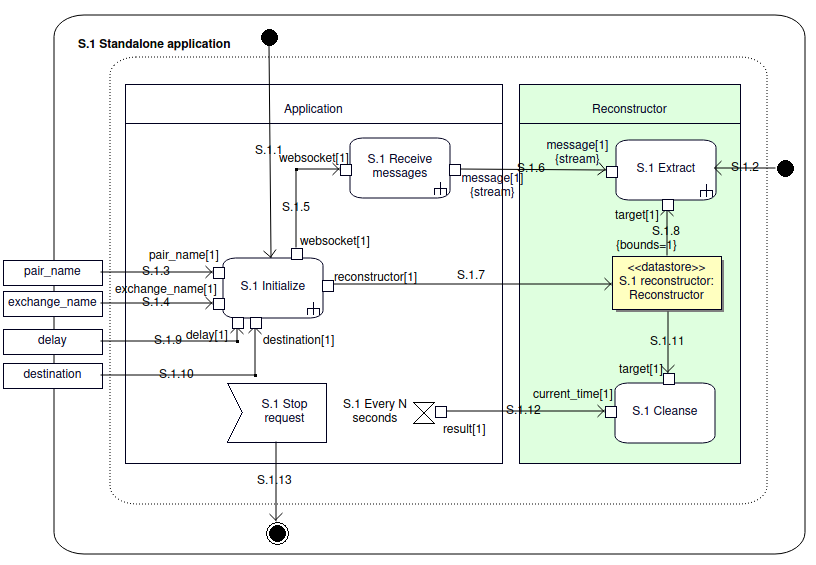 S.1 Standalone application
Application
Reconstructor
S.1.1
websocket[1]
S.1 Receive
messages
message[1]
{stream}
S.1.6
message[1]
{stream}
S.1 Extract
S.1.2
S.1.5
websocket[1]
target[1]
S.1.8
{bounds=1}
pair_name
S.1.3
pair_name[1]
exchange_name
S.1.4
exchange_name[1]
S.1 Initialize
reconstructor[1]
S.1.7
<<datastore>>
S.1 reconstructor:
Reconstructor
delay
S.1.9
delay[1]
destination[1]
destination
S.1.10
S.1.11
target[1]
S.1 Stop
request
S.1 Every N
seconds
result[1]
S.1.12
current_time[1]
S.1 Cleanse
S.1.13